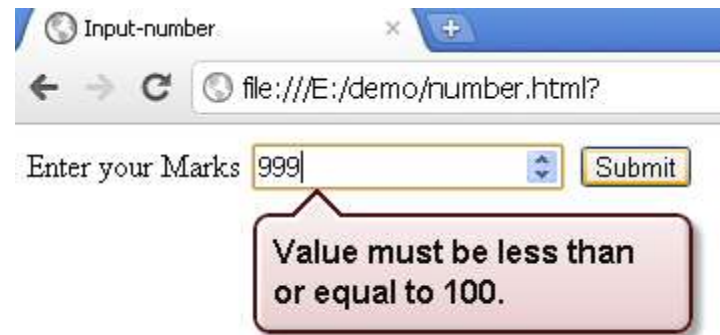 Input-number
file:///E:/demo/number.html?
Enter your Marks 999 Submit
Value must be less than
or equal to 100.